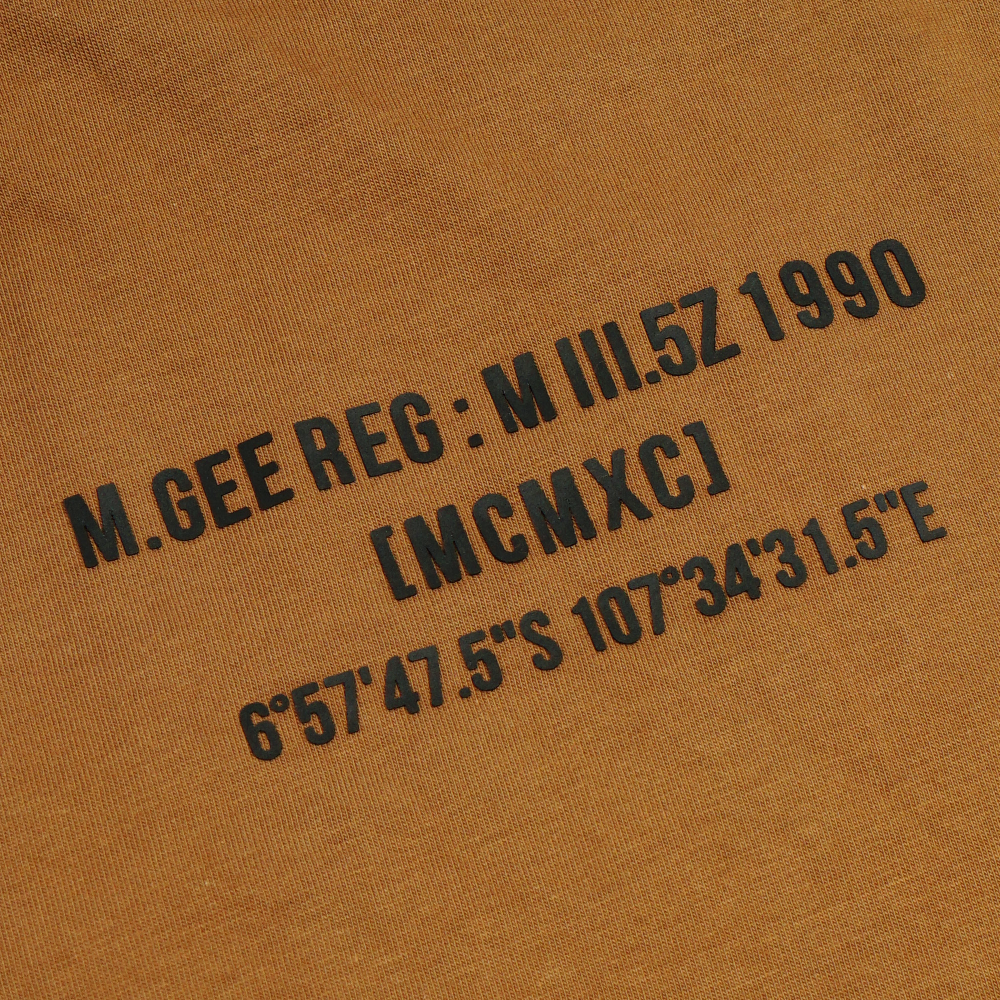 M.GEE REG : M III.5Z 1990
[MCMXC]
6°57'47.5"S 107°34'31.5"E